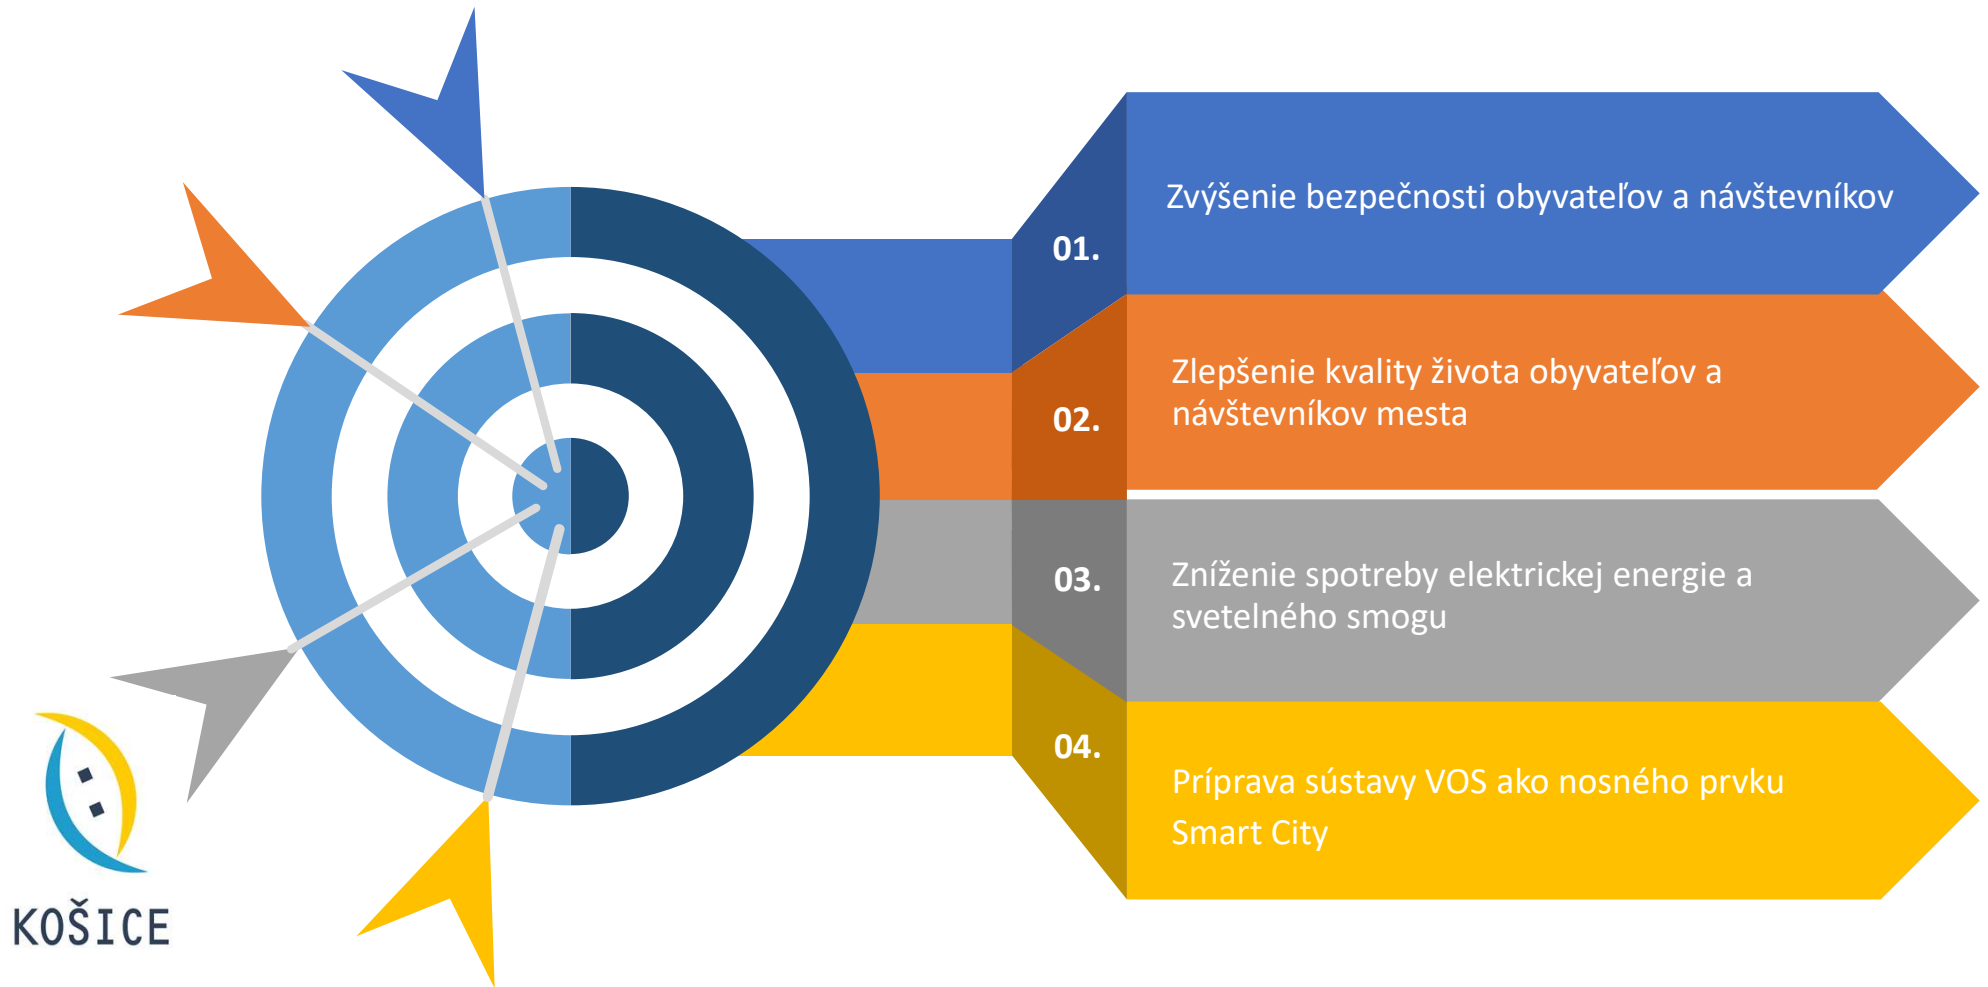 01.
Zvýšenie bezpečnosti obyvateľov a návštevníkov
02.
Zlepšenie kvality života obyvateľov a
návštevníkov mesta
03.
Zníženie spotreby elektrickej energie a
svetelného smogu
04.
Príprava sústavy VOS ako nosného prvku
Smart City
KOŠICE